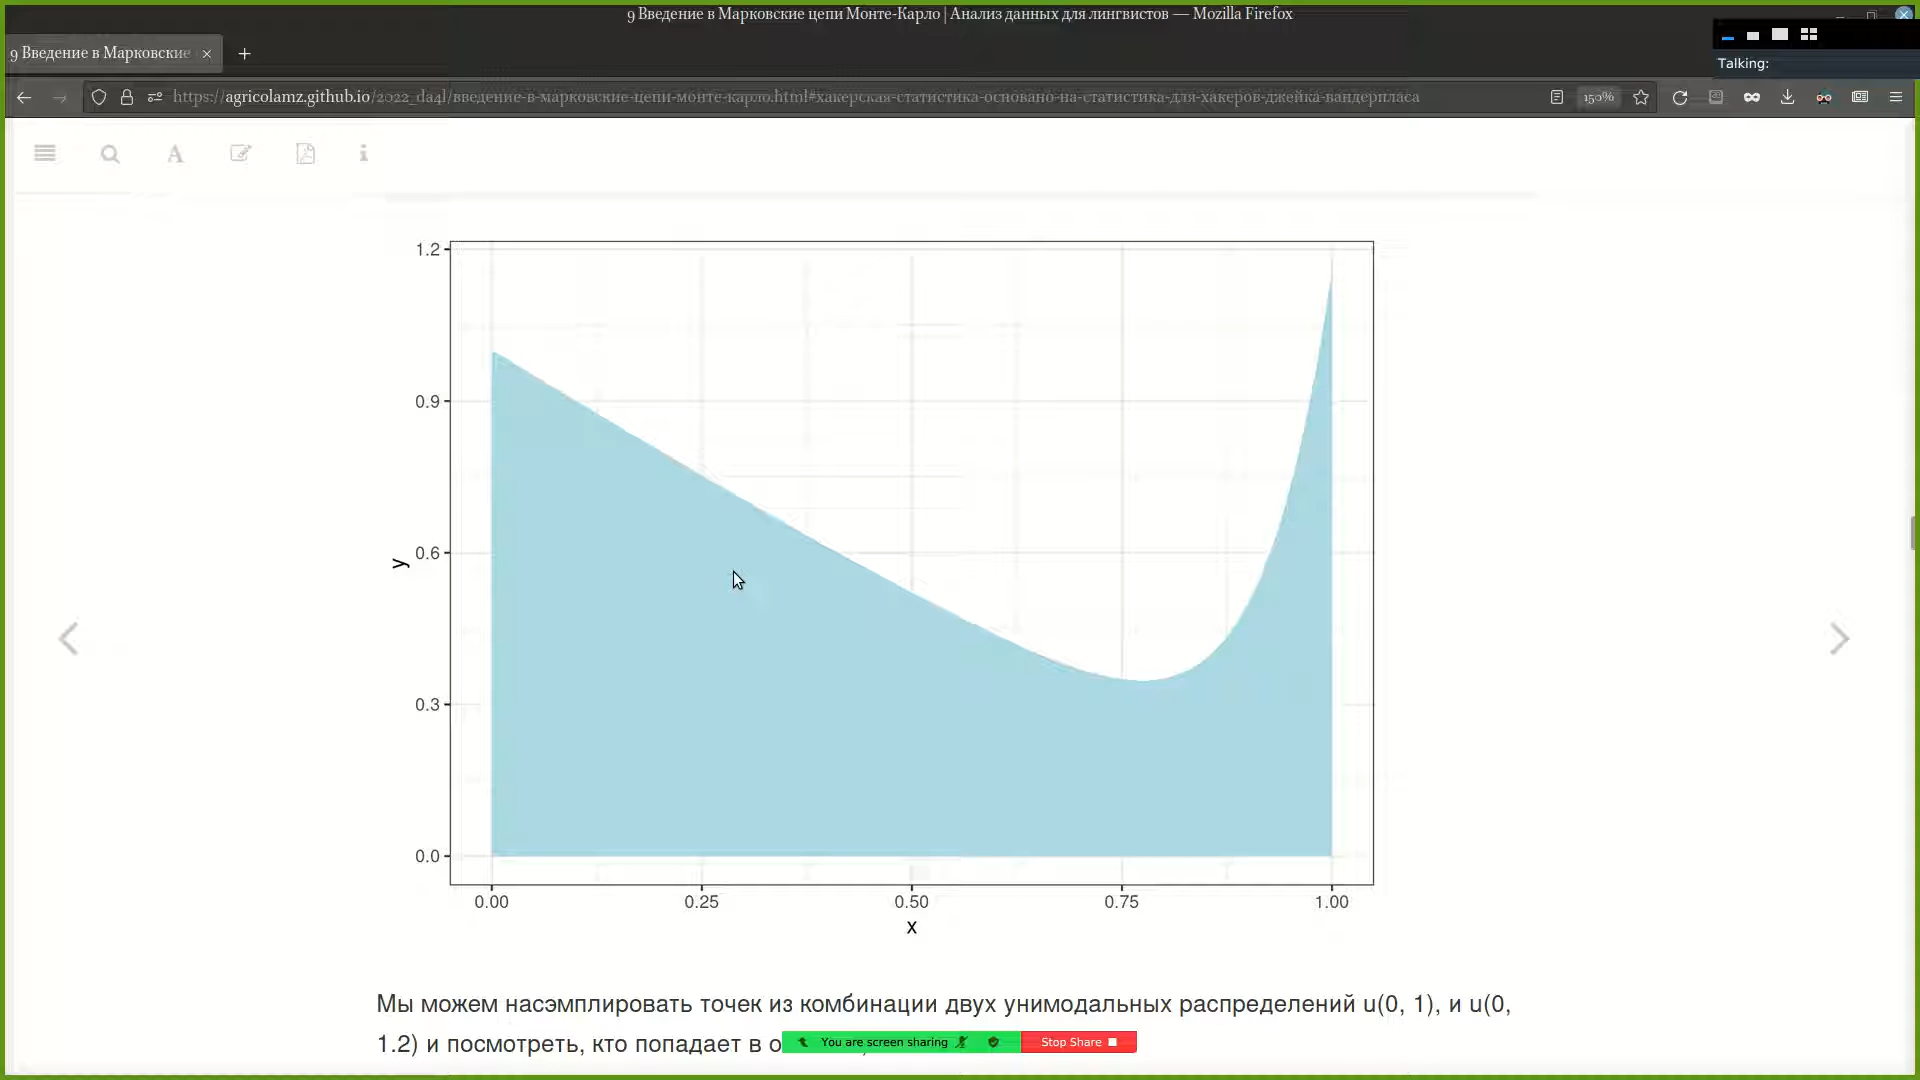 9 Введение в Марковские цепи Монте-Карло | Анализ данных для лингвистов — Mozilla Firefox
9 Введение в Марковские
Talking:
https://agricolamz.github.io/2022_da4l/введение-в-марковские-цепи-монте-карло.html#хакерская-статистика-основано-на-статистика-для-хакеров-джейка-вандерпласа
150%
1.2
0.9
0.6
0.3
0.0
y
0.00 0.25 0.50 0.75 1.00
x
Мы можем насэмплировать точек из комбинации двух унимодальных распределений u(0, 1), и u(0,
1.2) и посмотреть, кто попадает в
You are screen sharing Stop Share